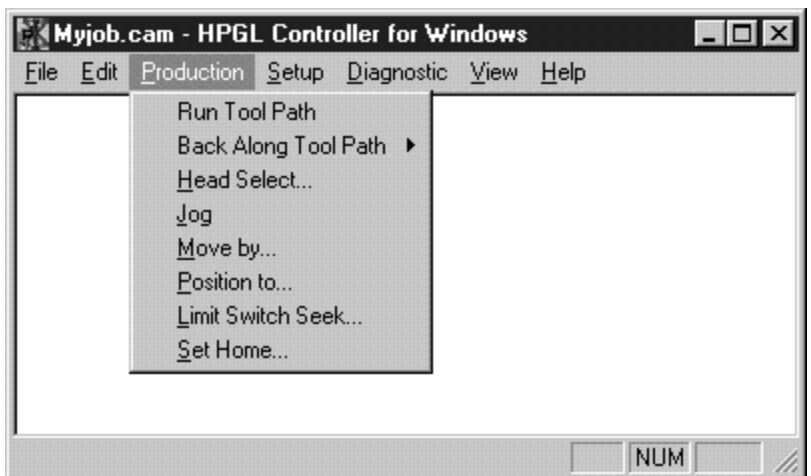 Myjob.cam - HPGL Controller for Windows
File Edit Production Setup Diagnostic View Help
Run Tool Path
Back Along Tool Path
Head Select...
Jog
Move by...
Position to...
Limit Switch Seek...
Set Home...
NUM